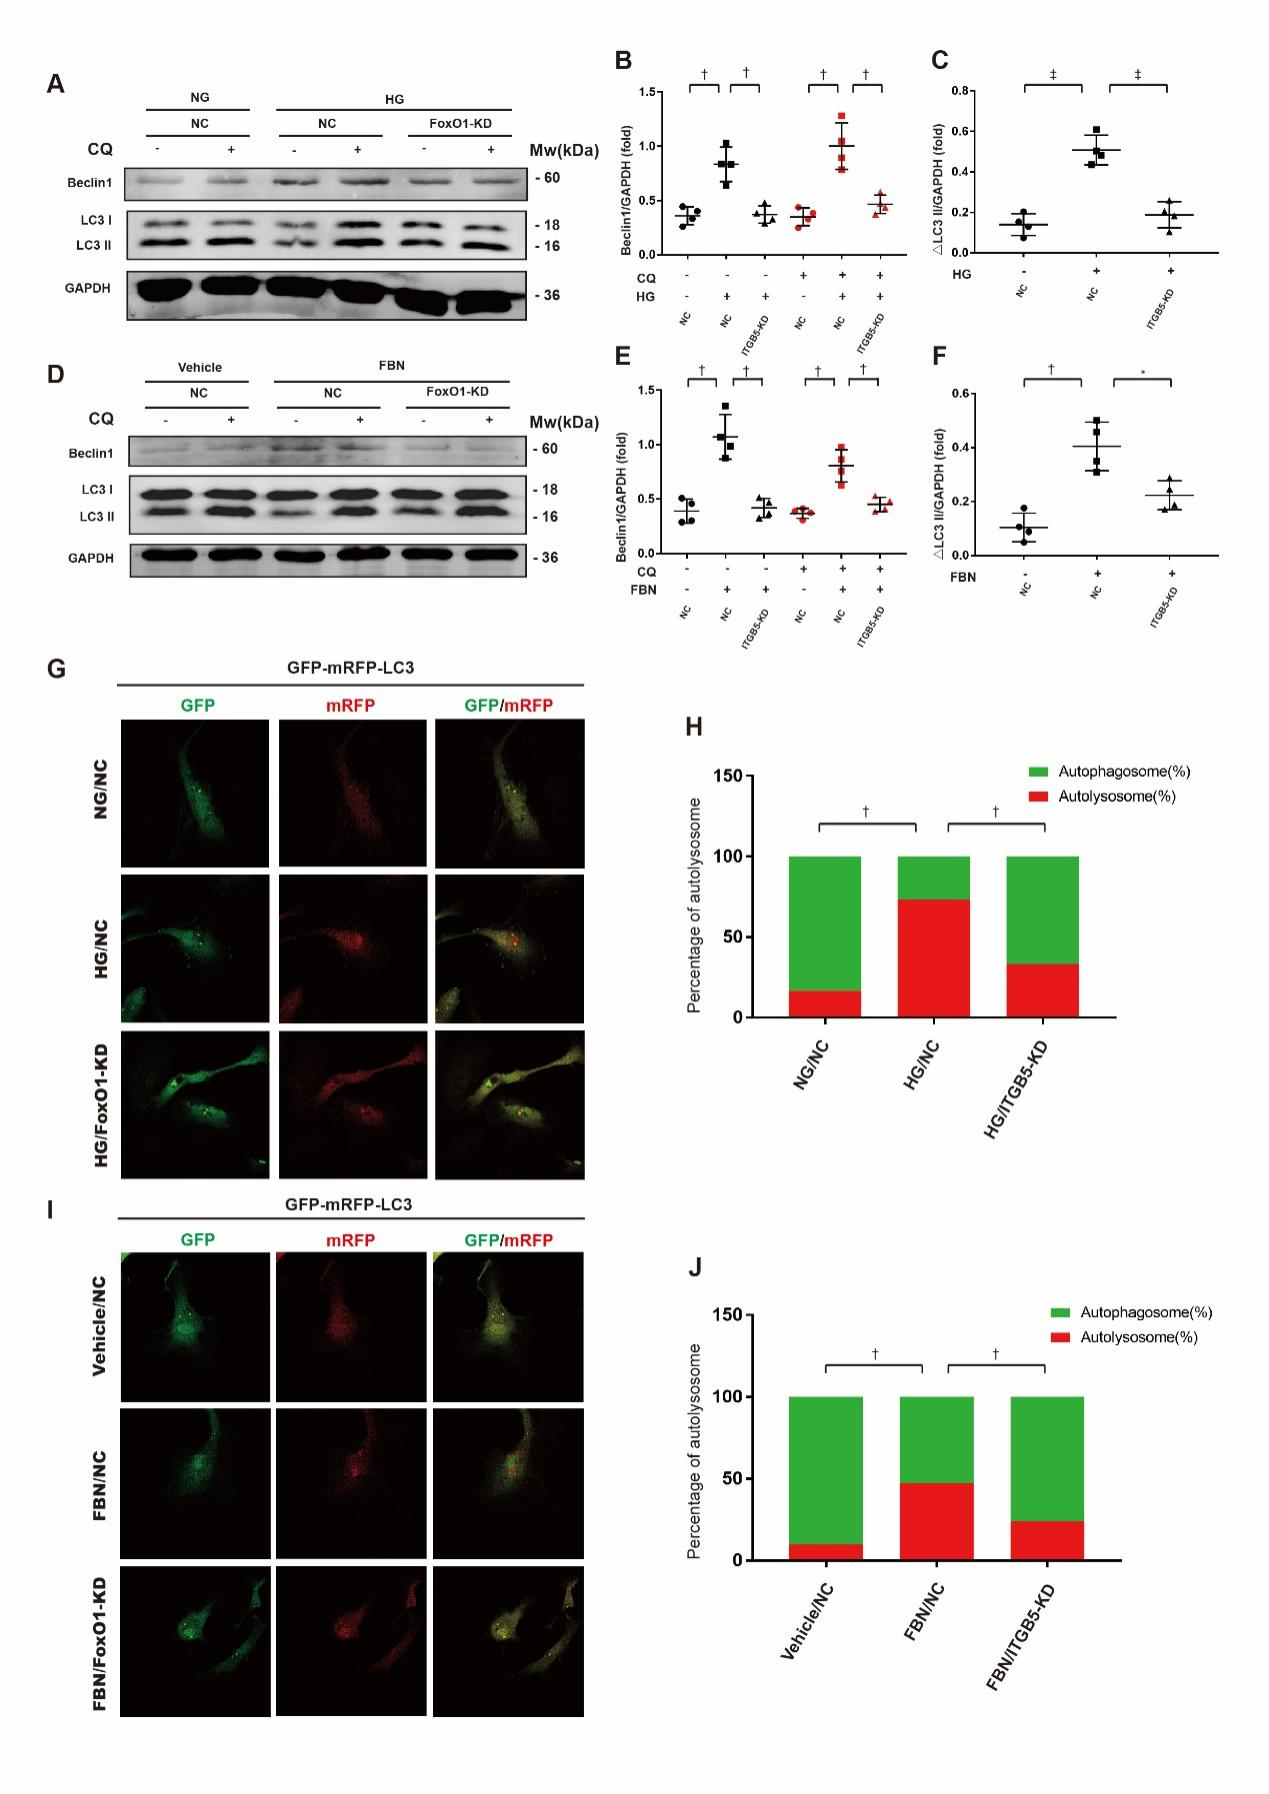 A
NG HG
NC NC FoxO1-KD
CQ - + - + - + Mw(kDa)
Beclin1 - 60
LC3 I - 18
LC3 II - 16
GAPDH - 36
B
† † † †
Beclin1/GAPDH (fold)
1.5
1.0
0.5
0.0
CQ - - - + + +
HG - + + - + +
NC NC ITGB5-KD NC NC ITGB5-KD
C
‡ ‡
△LC3 II/GAPDH (fold)
0.8
0.6
0.4
0.2
0.0
HG - + +
NC NC ITGB5-KD
D
Vehicle FBN
NC NC FoxO1-KD
CQ - + - + - + Mw(kDa)
Beclin1 - 60
LC3 I - 18
LC3 II - 16
GAPDH - 36
E
† † † †
Beclin1/GAPDH (fold)
1.5
1.0
0.5
0.0
CQ - - - + + +
FBN - + + - + +
NC NC ITGB5-KD NC NC ITGB5-KD
F
† *
△LC3 II/GAPDH (fold)
0.6
0.4
0.2
0.0
FBN - + +
NC NC ITGB5-KD
G
GFP-mRFP-LC3
GFP mRFP GFP/mRFP
NG/NC
HG/NC
HG/FoxO1-KD
H
Autophagosome(%)
Autolysosome(%)
† †
Percentage of autolysosome
150
100
50
0
NG/NC HG/NC HG/ITGB5-KD
I
GFP-mRFP-LC3
GFP mRFP GFP/mRFP
Vehicle/NC
FBN/NC
FBN/FoxO1-KD
J
Autophagosome(%)
Autolysosome(%)
† †
Percentage of autolysosome
150
100
50
0
Vehicle/NC FBN/NC FBN/ITGB5-KD